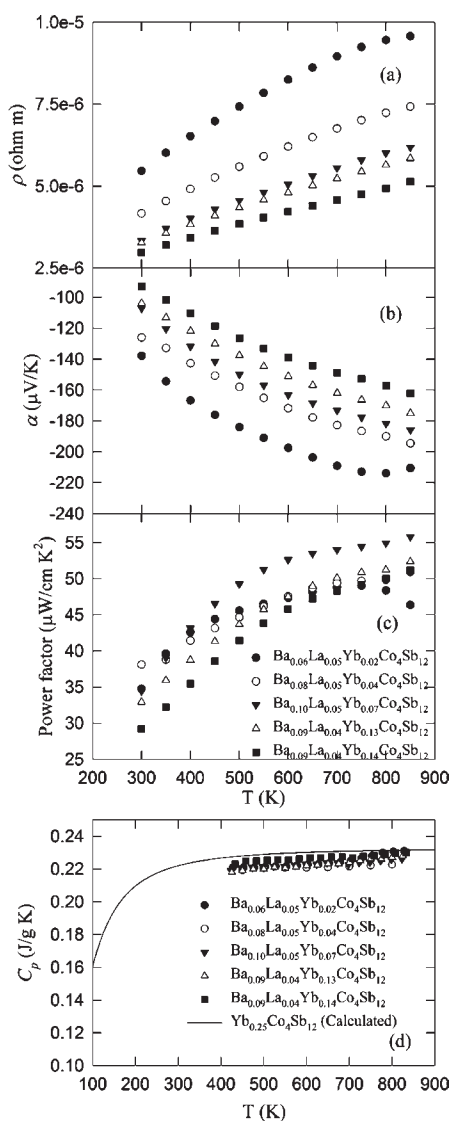 1.0e-5
(a)
7.5e-6
ρ (ohm m)
5.0e-6
2.5e-6
-100
(b)
-120
-140
α (μV/K)
-160
-180
-200
-220
-240
55
50
Power factor (μW/cm K²)
45
(c)
40
Ba₀.₀₆La₀.₀₅Yb₀.₀₂Co₄Sb₁₂
35
Ba₀.₀₈La₀.₀₅Yb₀.₀₄Co₄Sb₁₂
Ba₀.₁₀La₀.₀₅Yb₀.₀₇Co₄Sb₁₂
30
Ba₀.₀₉La₀.₀₄Yb₀.₁₃Co₄Sb₁₂
Ba₀.₀₉La₀.₀₄Yb₀.₁₄Co₄Sb₁₂
25
200 300 400 500 600 700 800 900
T (K)
0.24
0.22
0.20
Cₚ (J/g K)
0.18
Ba₀.₀₆La₀.₀₅Yb₀.₀₂Co₄Sb₁₂
Ba₀.₀₈La₀.₀₅Yb₀.₀₄Co₄Sb₁₂
0.16
Ba₀.₁₀La₀.₀₅Yb₀.₀₇Co₄Sb₁₂
Ba₀.₀₉La₀.₀₄Yb₀.₁₃Co₄Sb₁₂
0.14
Ba₀.₀₉La₀.₀₄Yb₀.₁₄Co₄Sb₁₂
0.12
Yb₀.₂₅Co₄Sb₁₂ (Calculated)
(d)
0.10
100 200 300 400 500 600 700 800 900
T (K)